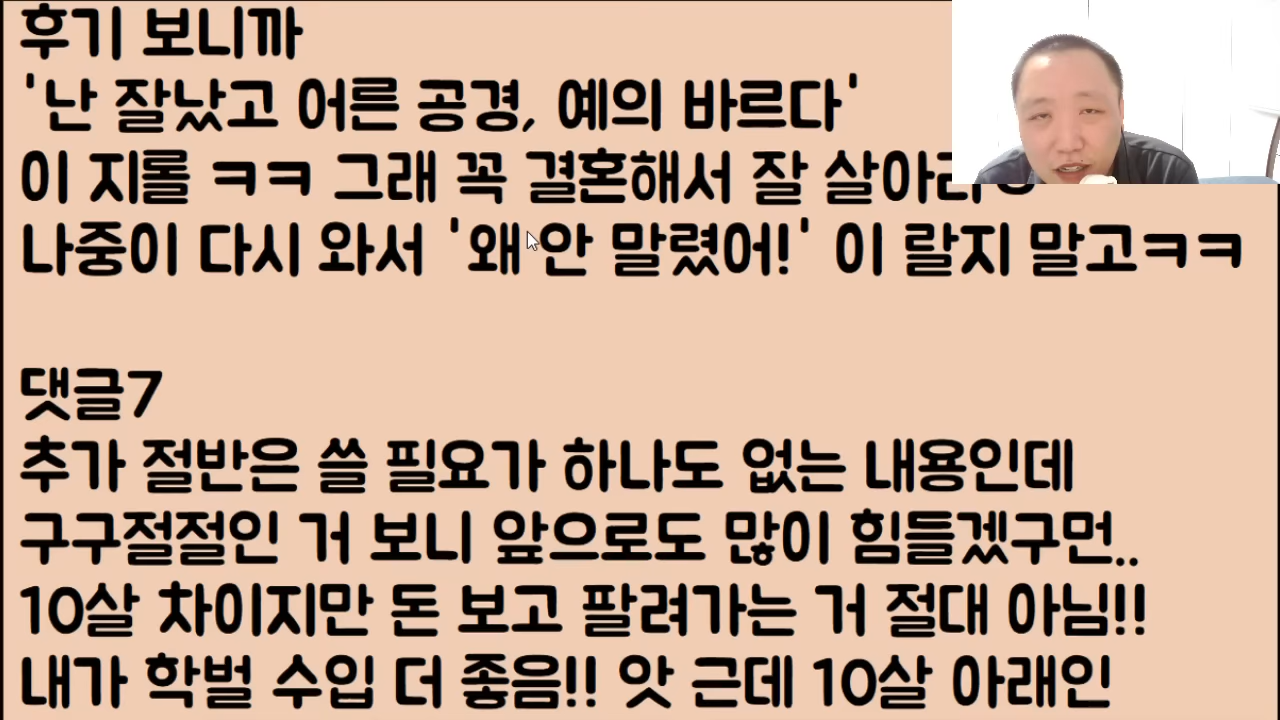 후기 보니까
'난 잘났고 어른 공경, 예의 바르다'
이 지롤 ㅋㅋ 그래 꼭 결혼해서 잘
나중이 다시 와서 '왜 안 말렸어!' 이 랄지 말고ㅋㅋ
댓글7
추가 절반은 쓸 필요가 하나도 없는 내용인데
구구절절인 거 보니 앞으로도 많이 힘들겠구먼..
10살 차이지만 돈 보고 팔려가는 거 절대 아님!!
내가 학벌 수입 더 좋음!! 앗 근데 10살 아래인